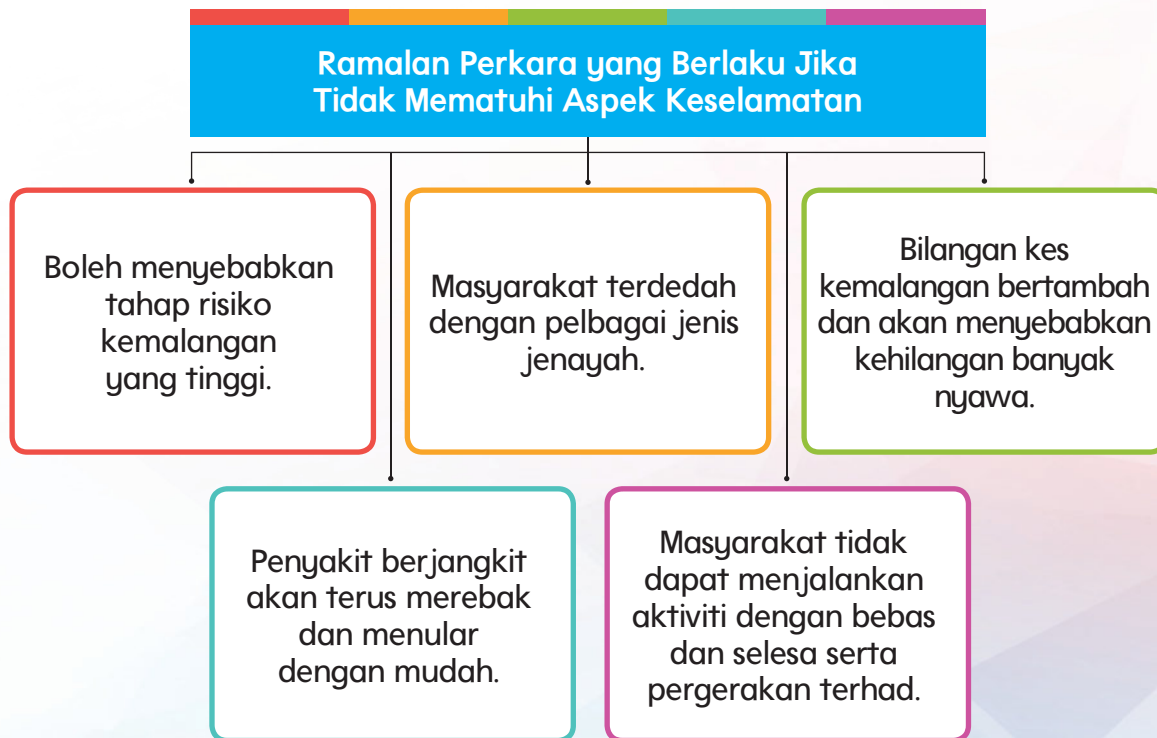 Ramalan Perkara yang Berlaku Jika
Tidak Mematuhi Aspek Keselamatan
Boleh menyebabkan
tahap risiko
kemalangan
yang tinggi.
Masyarakat terdedah
dengan pelbagai jenis
jenayah.
Bilangan kes
kemalangan bertambah
dan akan menyebabkan
kehilangan banyak
nyawa.
Penyakit berjangkit
akan terus merebak
dan menular
dengan mudah.
Masyarakat tidak
dapat menjalankan
aktiviti dengan bebas
dan selesa serta
pergerakan terhad.